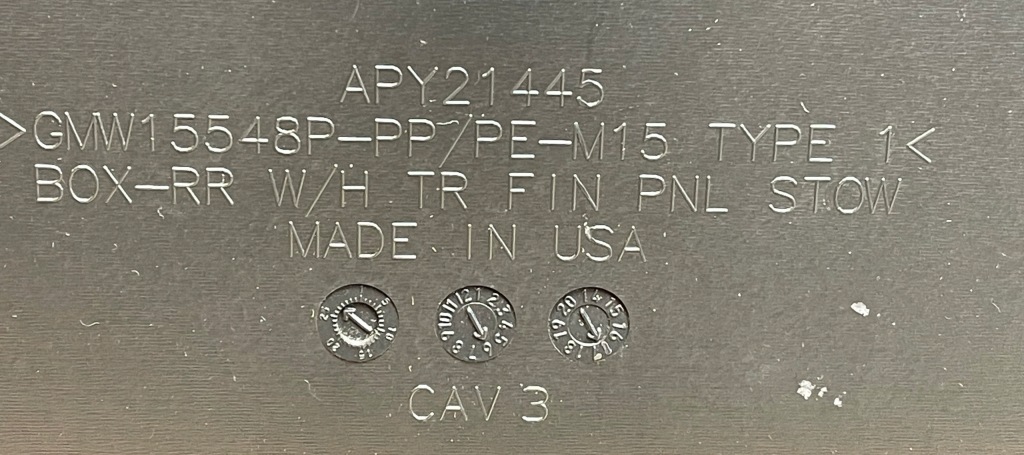 APY21445
>GMW15548P-PP/PE-M15 TYPE 1<
BOX-RR W/H TR FIN PNL STOW
MADE IN USA
CAV 3